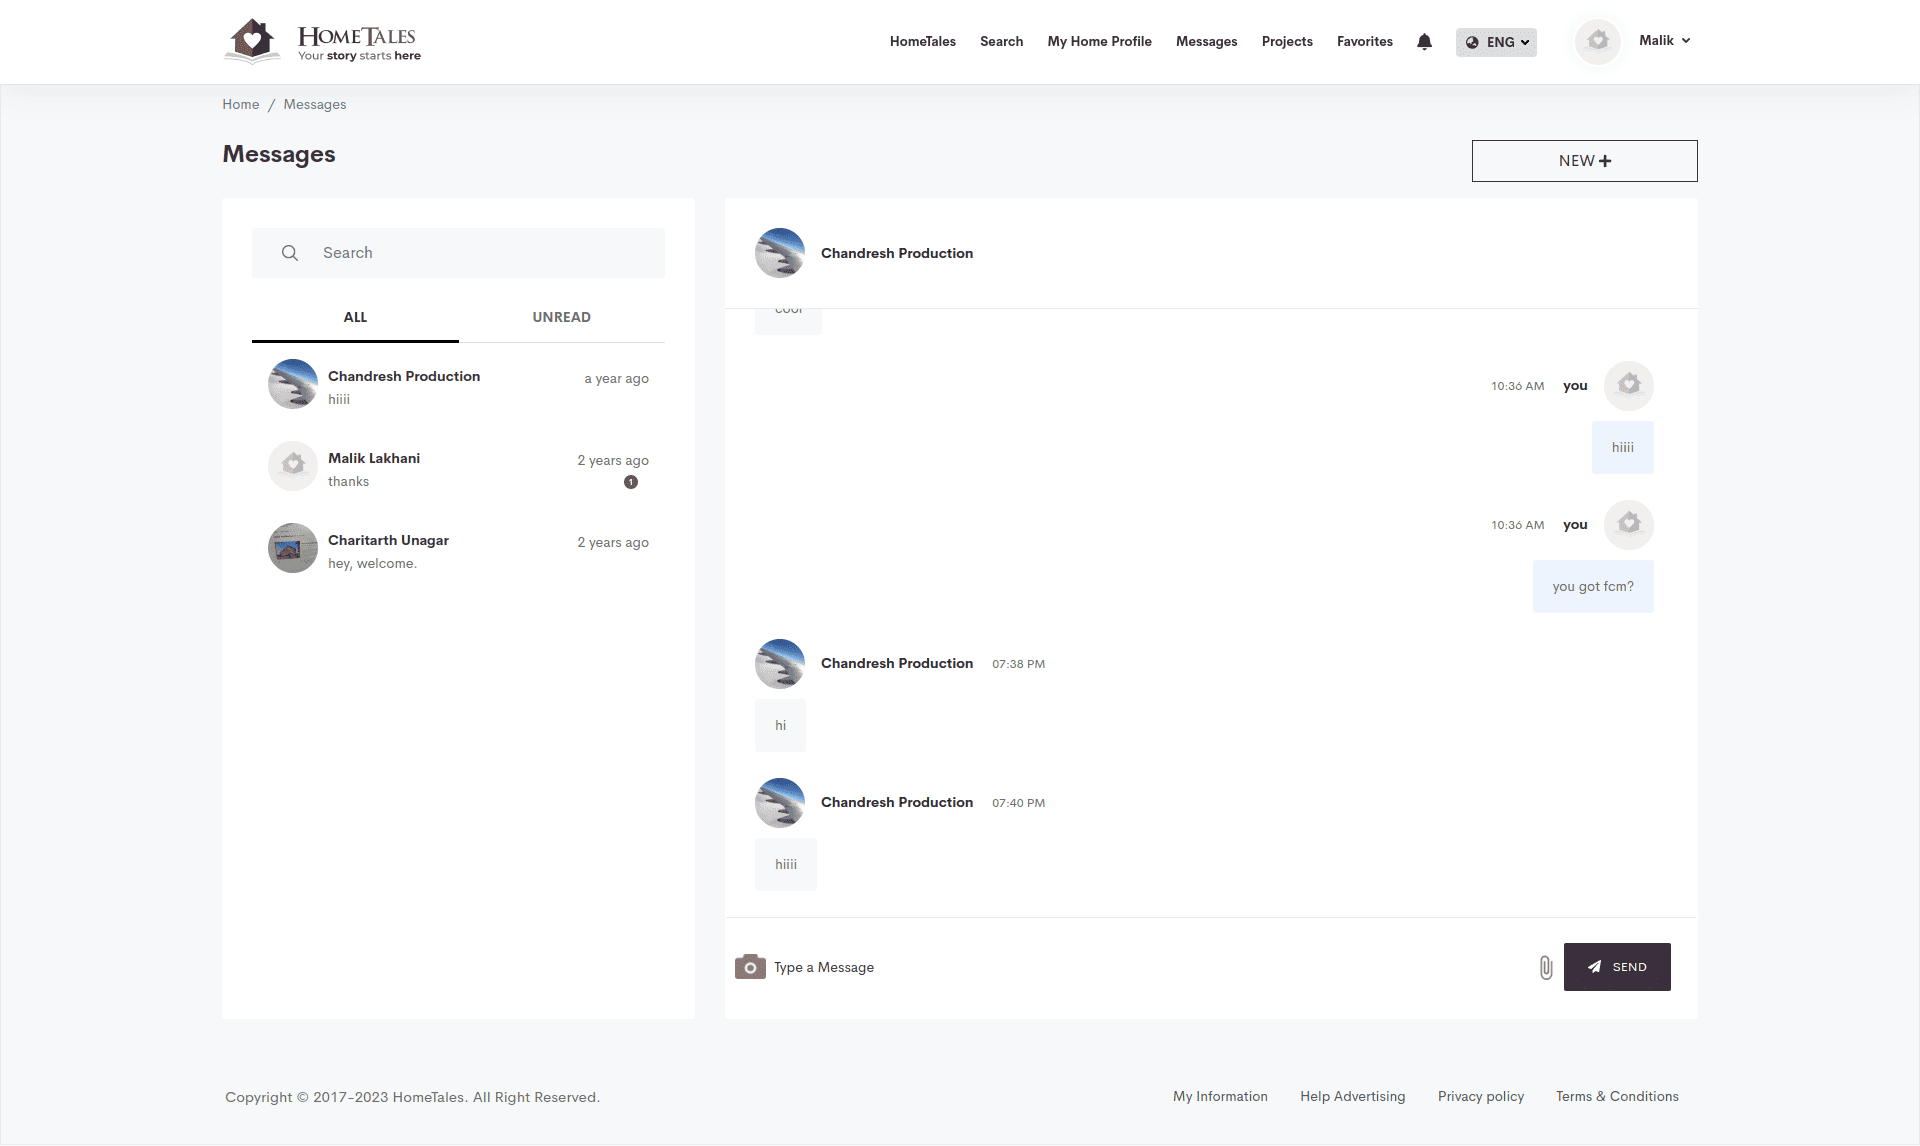 HOMETALES
Your story starts here
HomeTales Search My Home Profile Messages Projects Favorites ENG Malik
Home / Messages
Messages
NEW
Search
ALL UNREAD
Chandresh Production a year ago
hiiii
Malik Lakhani 2 years ago
thanks 1
Charitarth Unagar 2 years ago
hey, welcome.
Chandresh Production
cool
10:36 AM you
hiiii
10:36 AM you
you got fcm?
Chandresh Production 07:38 PM
hi
Chandresh Production 07:40 PM
hiiii
Type a Message SEND
Copyright © 2017-2023 HomeTales. All Right Reserved.
My Information Help Advertising Privacy policy Terms & Conditions